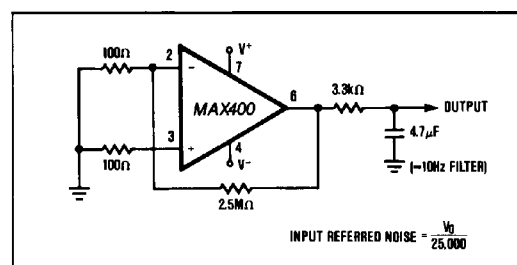 100Ω
2
−
V+
7
MAX400
6
3.3kΩ
OUTPUT
4.7μF
(~10Hz FILTER)
3
+
4
V−
100Ω
2.5MΩ
INPUT REFERRED NOISE = V0
25,000